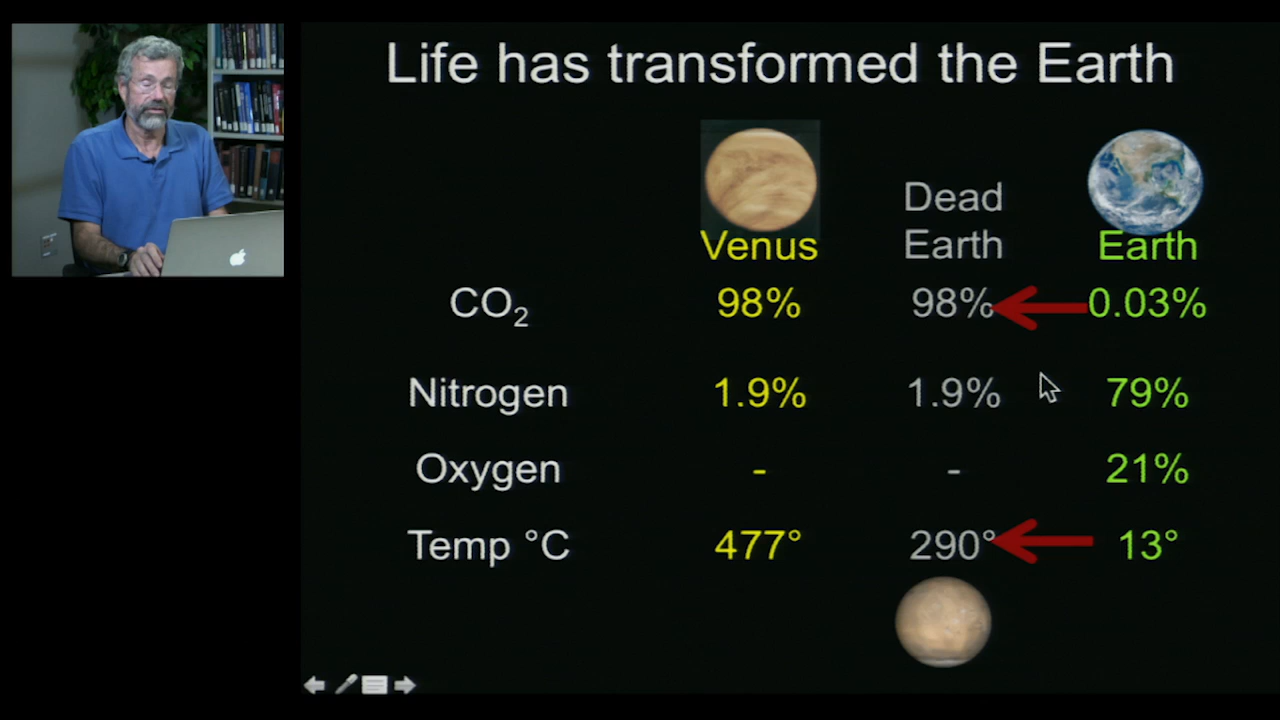 Life has transformed the Earth
Venus Dead Earth Earth
CO2 98% 98% 0.03%
Nitrogen 1.9% 1.9% 79%
Oxygen - - 21%
Temp °C 477° 290° 13°